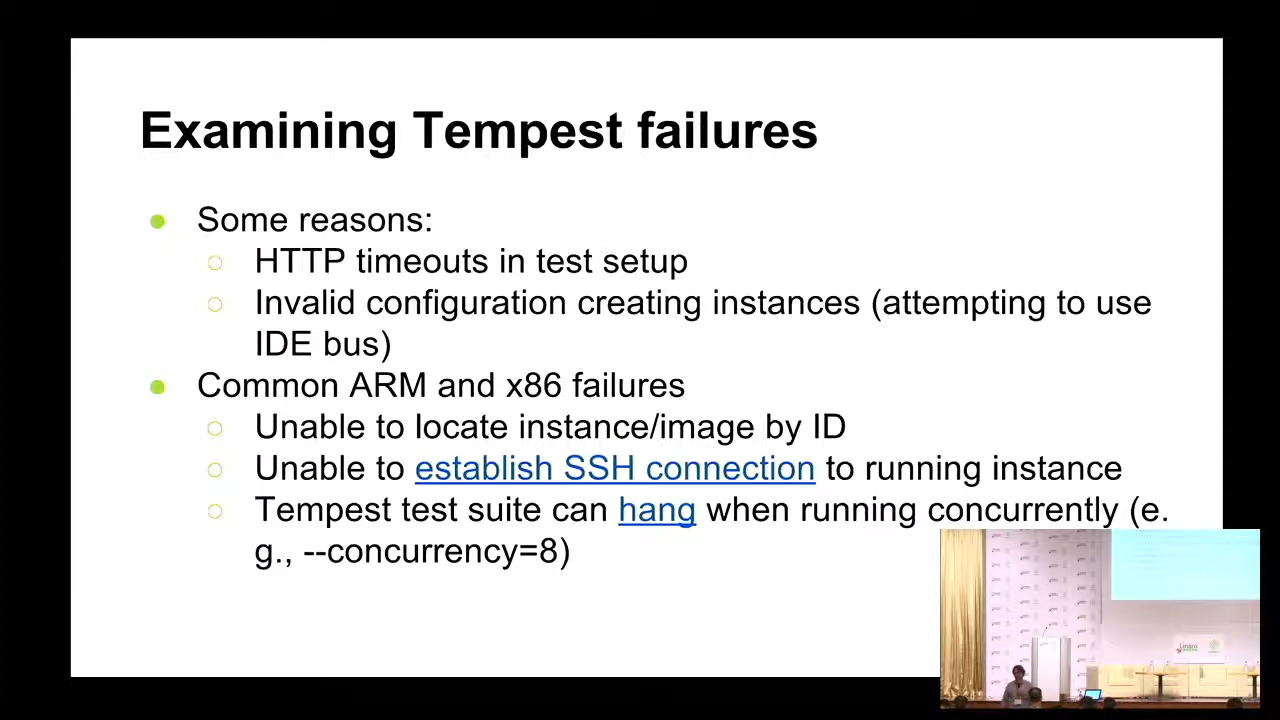 Examining Tempest failures
Some reasons:
HTTP timeouts in test setup
Invalid configuration creating instances (attempting to use
IDE bus)
Common ARM and x86 failures
Unable to locate instance/image by ID
Unable to establish SSH connection to running instance
Tempest test suite can hang when running concurrently (e.
g., --concurrency=8)
Linaro